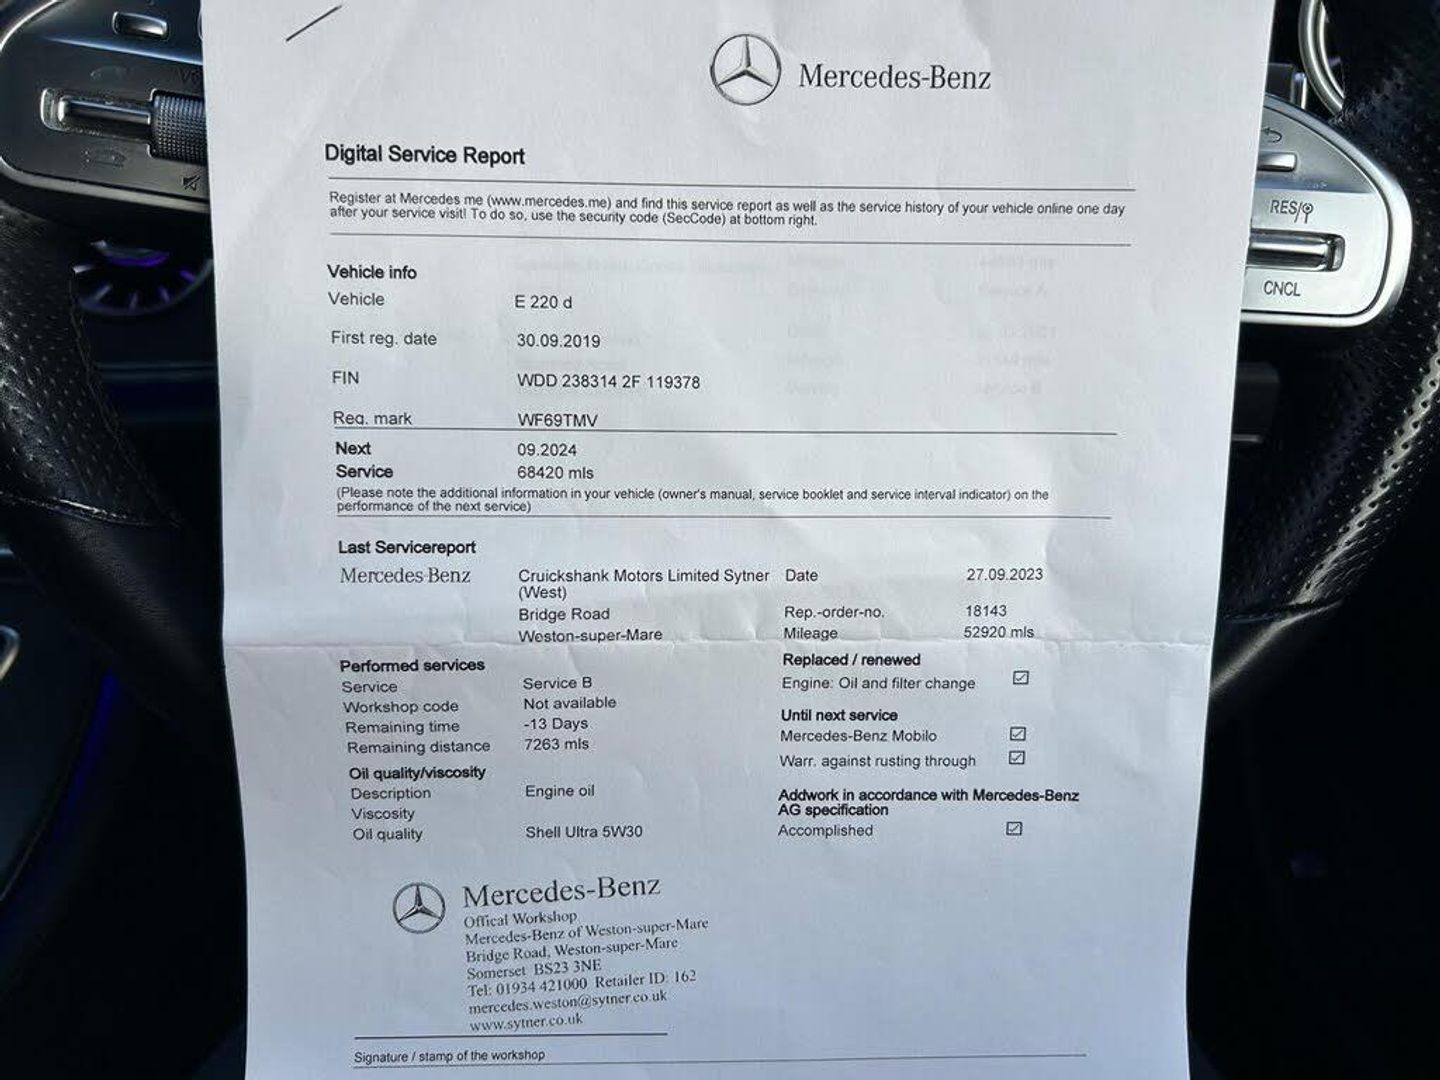 Mercedes-Benz
Digital Service Report
Register at Mercedes me (www.mercedes.me) and find this service report as well as the service history of your vehicle online one day
after your service visit! To do so, use the security code (SecCode) at bottom right.
Vehicle info
Vehicle E 220 d
First reg. date 30.09.2019
FIN WDD 238314 2F 119378
Reg. mark WF69TMV
Next 09.2024
Service 68420 mls
(Please note the additional information in your vehicle (owner's manual, service booklet and service interval indicator) on the
performance of the next service)
Last Servicereport
Mercedes-Benz Cruickshank Motors Limited Sytner Date 27.09.2023
(West)
Bridge Road Rep.-order-no. 18143
Weston-super-Mare Mileage 52920 mls
Performed services Replaced / renewed
Service Service B Engine: Oil and filter change
Workshop code Not available
Remaining time -13 Days Until next service
Remaining distance 7263 mls Mercedes-Benz Mobilo
Warr. against rusting through
Oil quality/viscosity
Description Engine oil Addwork in accordance with Mercedes-Benz
Viscosity AG specification
Oil quality Shell Ultra 5W30 Accomplished
Mercedes-Benz
Offical Workshop
Mercedes-Benz of Weston-super-Mare
Bridge Road, Weston-super-Mare
Somerset BS23 3NE
Tel: 01934 421000 Retailer ID: 162
mercedes.weston@sytner.co.uk
www.sytner.co.uk
Signature / stamp of the workshop
RES/
CNCL